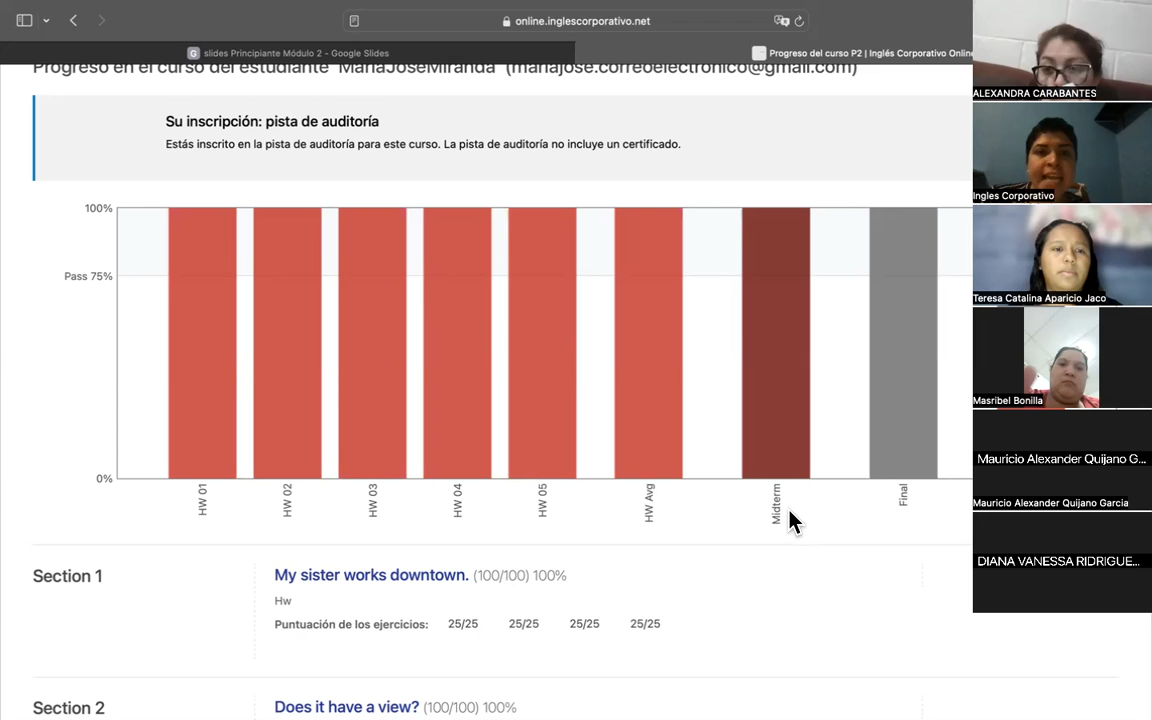 online.inglescorporativo.net
G slides Principiante Módulo 2 - Google Slides
Progreso del curso P2 | Inglés Corporativo Online
Progreso en el curso del estudiante 'MariaJoseMiranda' (mariajose.correoelectronico@gmail.com)
Su inscripción: pista de auditoría
Estás inscrito en la pista de auditoría para este curso. La pista de auditoría no incluye un certificado.
100%
Pass 75%
0%
HW 01
HW 02
HW 03
HW 04
HW 05
HW Avg
Midterm
Final
Section 1
My sister works downtown. (100/100) 100%
Hw
Puntuación de los ejercicios: 25/25 25/25 25/25 25/25
Section 2
Does it have a view? (100/100) 100%
ALEXANDRA CARABANTES
Ingles Corporativo
Teresa Catalina Aparicio Jaco
Masribel Bonilla
Mauricio Alexander Quijano G...
Mauricio Alexander Quijano Garcia
DIANA VANESSA RIDRIGUE...